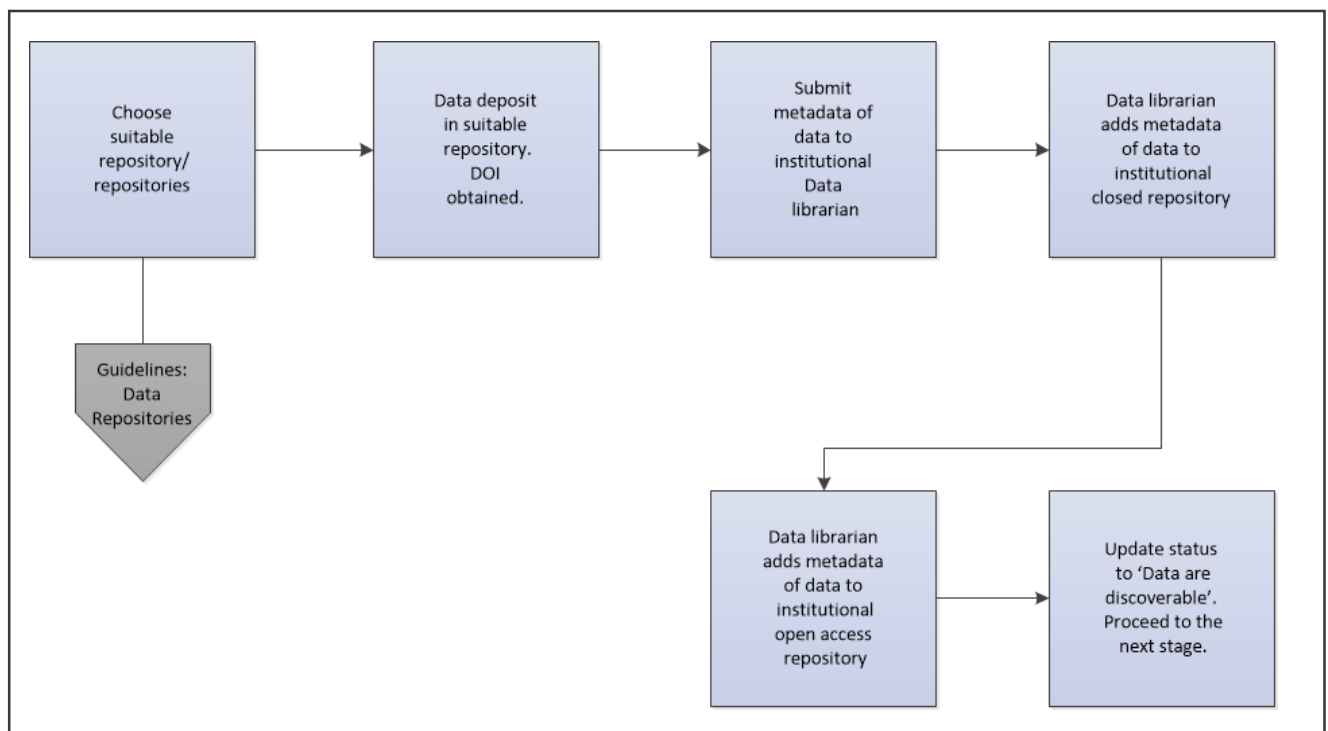 Choose
suitable
repository/
repositories
Data deposit
in suitable
repository.
DOI
obtained.
Submit
metadata of
data to
institutional
Data
librarian
Data librarian
adds metadata
of data to
institutional
closed repository
Guidelines:
Data
Repositories
Data librarian
adds metadata
of data to
institutional
open access
repository
Update status
to ‘Data are
discoverable’.
Proceed to the
next stage.